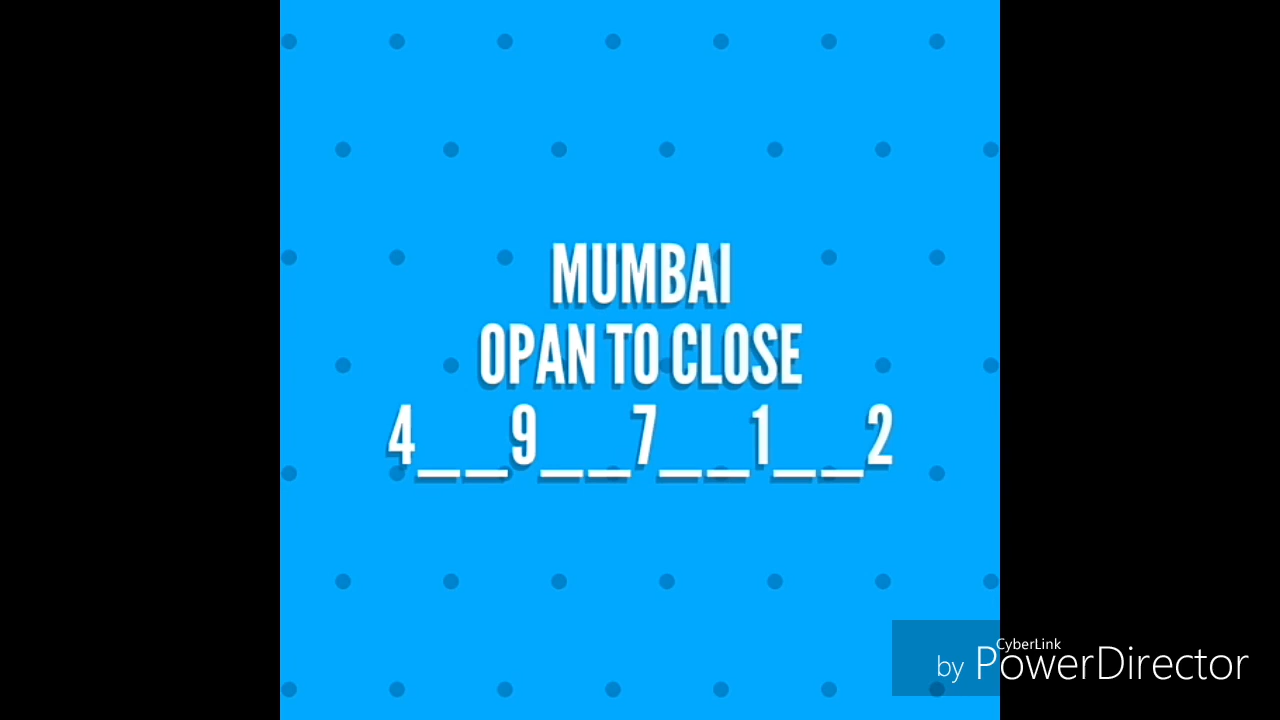 MUMBAI
OPAN TO CLOSE
4__9__7__1__2
CyberLink
by PowerDirector